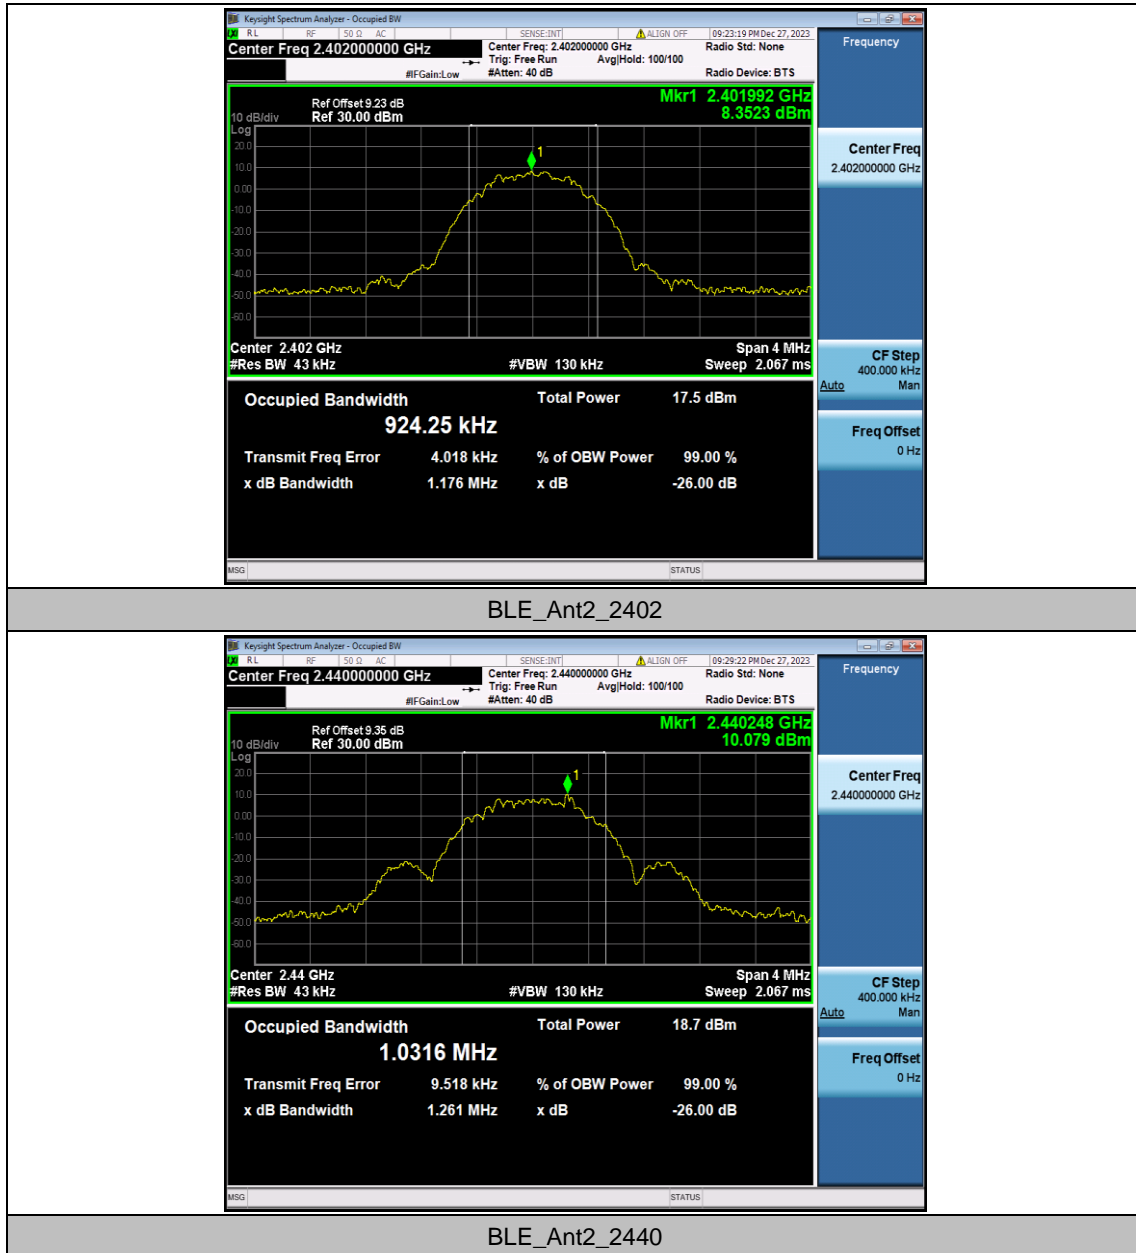 Keysight Spectrum Analyzer - Occupied BW
RL RF 50 Ω AC SENSE:INT ALIGN OFF 09:23:19 PM Dec 27, 2023
Center Freq 2.402000000 GHz Center Freq: 2.402000000 GHz Radio Std: None Frequency
Trig: Free Run Avg|Hold: 100/100
#IFGain:Low #Atten: 40 dB Radio Device: BTS
Mkr1 2.401992 GHz
8.3523 dBm
Ref Offset 9.23 dB
10 dB/div Ref 30.00 dBm
Log
20.0
10.0
0.00
-10.0
-20.0
-30.0
-40.0
-50.0
-60.0
1
Center Freq
2.402000000 GHz
Center 2.402 GHz Span 4 MHz
#Res BW 43 kHz #VBW 130 kHz Sweep 2.067 ms
CF Step
400.000 kHz
Auto Man
Occupied Bandwidth Total Power 17.5 dBm
924.25 kHz
Freq Offset
0 Hz
Transmit Freq Error 4.018 kHz % of OBW Power 99.00 %
x dB Bandwidth 1.176 MHz x dB -26.00 dB
MSG STATUS
BLE_Ant2_2402
Keysight Spectrum Analyzer - Occupied BW
RL RF 50 Ω AC SENSE:INT ALIGN OFF 09:29:22 PM Dec 27, 2023
Center Freq 2.440000000 GHz Center Freq: 2.440000000 GHz Radio Std: None Frequency
Trig: Free Run Avg|Hold: 100/100
#IFGain:Low #Atten: 40 dB Radio Device: BTS
Mkr1 2.440248 GHz
10.079 dBm
Ref Offset 9.35 dB
10 dB/div Ref 30.00 dBm
Log
20.0
10.0
0.00
-10.0
-20.0
-30.0
-40.0
-50.0
-60.0
1
Center Freq
2.440000000 GHz
Center 2.44 GHz Span 4 MHz
#Res BW 43 kHz #VBW 130 kHz Sweep 2.067 ms
CF Step
400.000 kHz
Auto Man
Occupied Bandwidth Total Power 18.7 dBm
1.0316 MHz
Freq Offset
0 Hz
Transmit Freq Error 9.518 kHz % of OBW Power 99.00 %
x dB Bandwidth 1.261 MHz x dB -26.00 dB
MSG STATUS
BLE_Ant2_2440